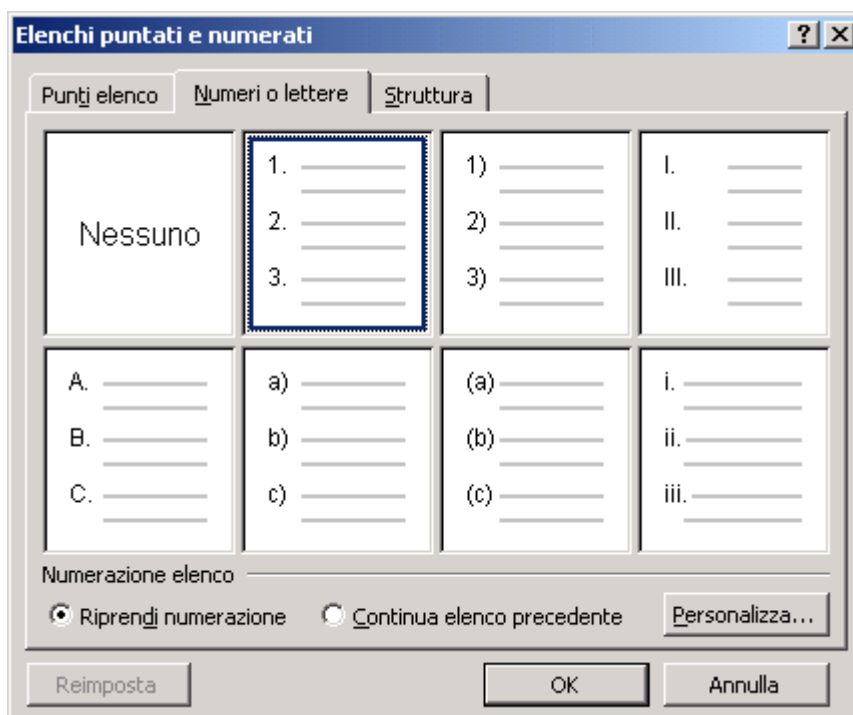 Elenchi puntati e numerati
Punti elenco Numeri o lettere Struttura
Nessuno
1.
2.
3.
1)
2)
3)
I.
II.
III.
A.
B.
C.
a)
b)
c)
(a)
(b)
(c)
i.
ii.
iii.
Numerazione elenco
Riprendi numerazione Continua elenco precedente Personalizza...
Reimposta OK Annulla